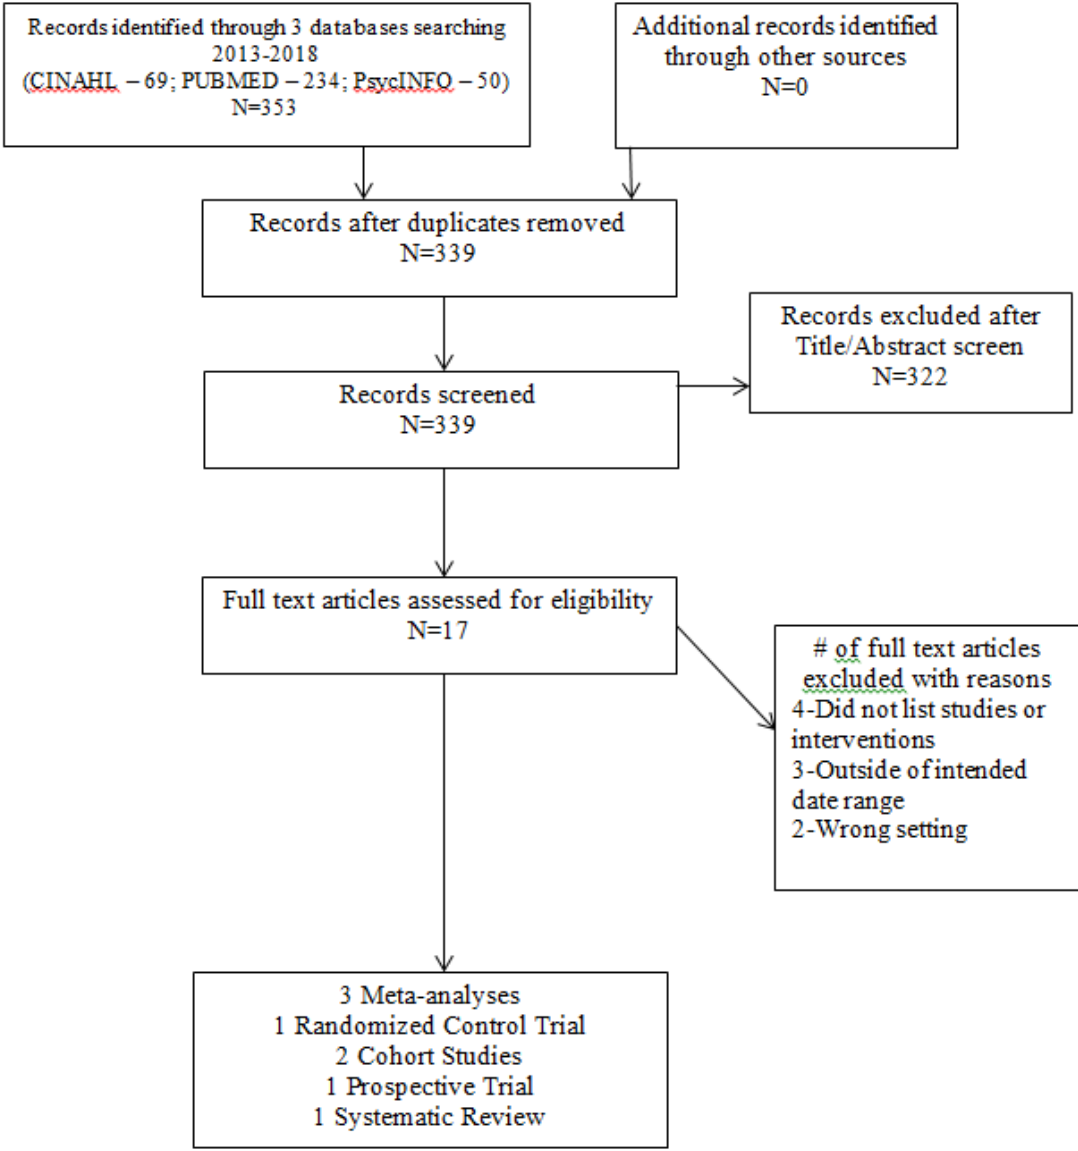 Records identified through 3 databases searching
2013-2018
(CINAHL – 69; PUBMED – 234; PsycINFO – 50)
N=353
Additional records identified
through other sources
N=0
Records after duplicates removed
N=339
Records excluded after
Title/Abstract screen
N=322
Records screened
N=339
Full text articles assessed for eligibility
N=17
# of full text articles
excluded with reasons
4-Did not list studies or
interventions
3-Outside of intended
date range
2-Wrong setting
3 Meta-analyses
1 Randomized Control Trial
2 Cohort Studies
1 Prospective Trial
1 Systematic Review